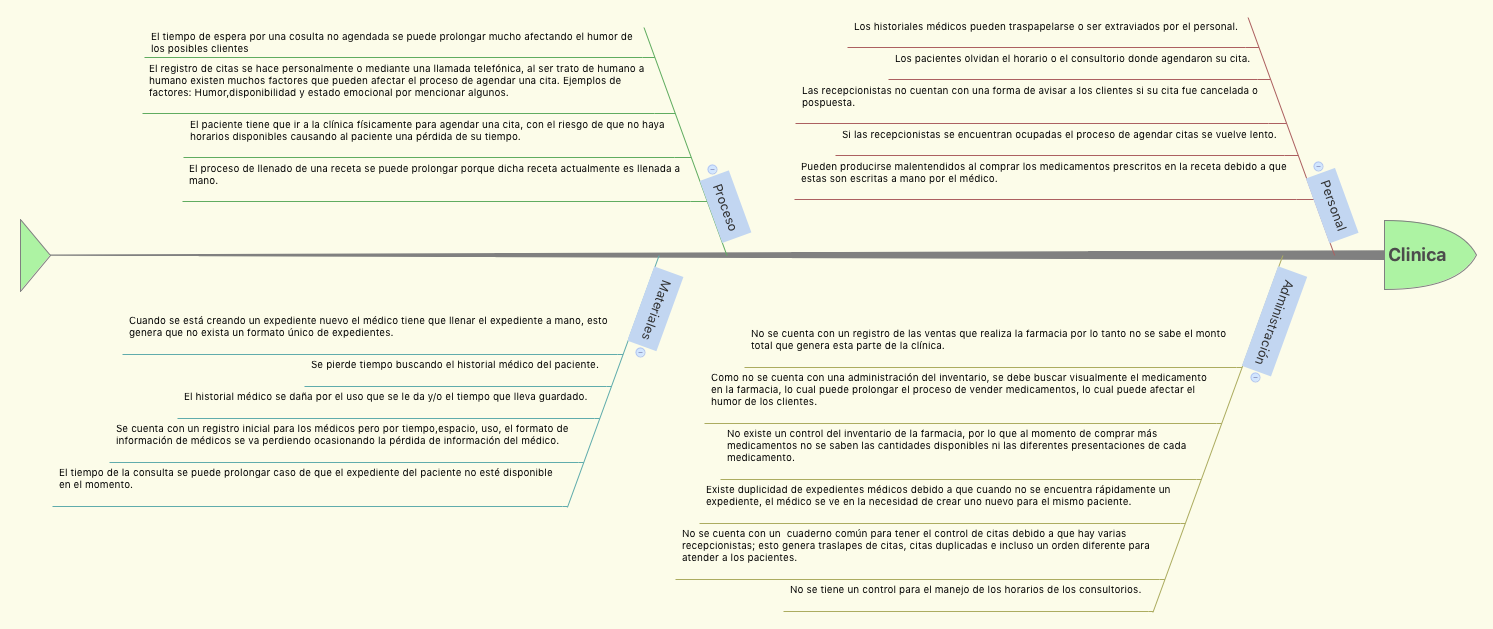 El tiempo de espera por una cosulta no agendada se puede prolongar mucho afectando el humor de
los posibles clientes
El registro de citas se hace personalmente o mediante una llamada telefónica, al ser trato de humano a
humano existen muchos factores que pueden afectar el proceso de agendar una cita. Ejemplos de
factores: Humor,disponibilidad y estado emocional por mencionar algunos.
El paciente tiene que ir a la clínica físicamente para agendar una cita, con el riesgo de que no haya
horarios disponibles causando al paciente una pérdida de su tiempo.
El proceso de llenado de una receta se puede prolongar porque dicha receta actualmente es llenada a
mano.
Proceso
Los historiales médicos pueden traspapelarse o ser extraviados por el personal.
Los pacientes olvidan el horario o el consultorio donde agendaron su cita.
Las recepcionistas no cuentan con una forma de avisar a los clientes si su cita fue cancelada o
pospuesta.
Si las recepcionistas se encuentran ocupadas el proceso de agendar citas se vuelve lento.
Pueden producirse malentendidos al comprar los medicamentos prescritos en la receta debido a que
estas son escritas a mano por el médico.
Personal
Clinica
Materiales
Cuando se está creando un expediente nuevo el médico tiene que llenar el expediente a mano, esto
genera que no exista un formato único de expedientes.
Se pierde tiempo buscando el historial médico del paciente.
El historial médico se daña por el uso que se le da y/o el tiempo que lleva guardado.
Se cuenta con un registro inicial para los médicos pero por tiempo,espacio, uso, el formato de
información de médicos se va perdiendo ocasionando la pérdida de información del médico.
El tiempo de la consulta se puede prolongar caso de que el expediente del paciente no esté disponible
en el momento.
Administración
No se cuenta con un registro de las ventas que realiza la farmacia por lo tanto no se sabe el monto
total que genera esta parte de la clínica.
Como no se cuenta con una administración del inventario, se debe buscar visualmente el medicamento
en la farmacia, lo cual puede prolongar el proceso de vender medicamentos, lo cual puede afectar el
humor de los clientes.
No existe un control del inventario de la farmacia, por lo que al momento de comprar más
medicamentos no se saben las cantidades disponibles ni las diferentes presentaciones de cada
medicamento.
Existe duplicidad de expedientes médicos debido a que cuando no se encuentra rápidamente un
expediente, el médico se ve en la necesidad de crear uno nuevo para el mismo paciente.
No se cuenta con un  cuaderno común para tener el control de citas debido a que hay varias
recepcionistas; esto genera traslapes de citas, citas duplicadas e incluso un orden diferente para
atender a los pacientes.
No se tiene un control para el manejo de los horarios de los consultorios.